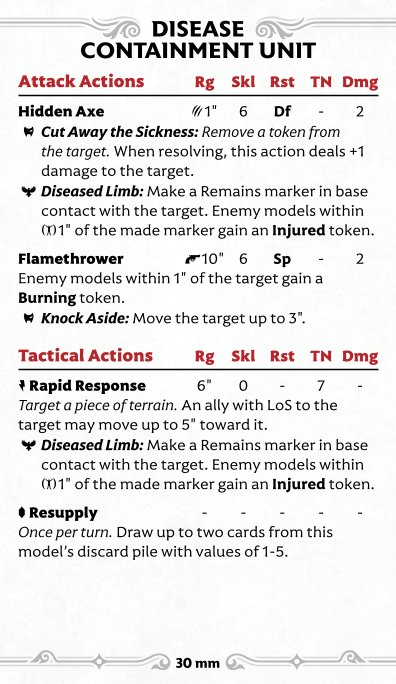 DISEASE
CONTAINMENT UNIT
Attack Actions Rg Skl Rst TN Dmg
Hidden Axe 1" 6 Df - 2
Cut Away the Sickness: Remove a token from
the target. When resolving, this action deals +1
damage to the target.
Diseased Limb: Make a Remains marker in base
contact with the target. Enemy models within
1" of the made marker gain an Injured token.
Flamethrower 10" 6 Sp - 2
Enemy models within 1" of the target gain a
Burning token.
Knock Aside: Move the target up to 3".
Tactical Actions Rg Skl Rst TN Dmg
Rapid Response 6" 0 - 7 -
Target a piece of terrain. An ally with LoS to the
target may move up to 5" toward it.
Diseased Limb: Make a Remains marker in base
contact with the target. Enemy models within
1" of the made marker gain an Injured token.
Resupply - - - - -
Once per turn. Draw up to two cards from this
model's discard pile with values of 1-5.
30 mm